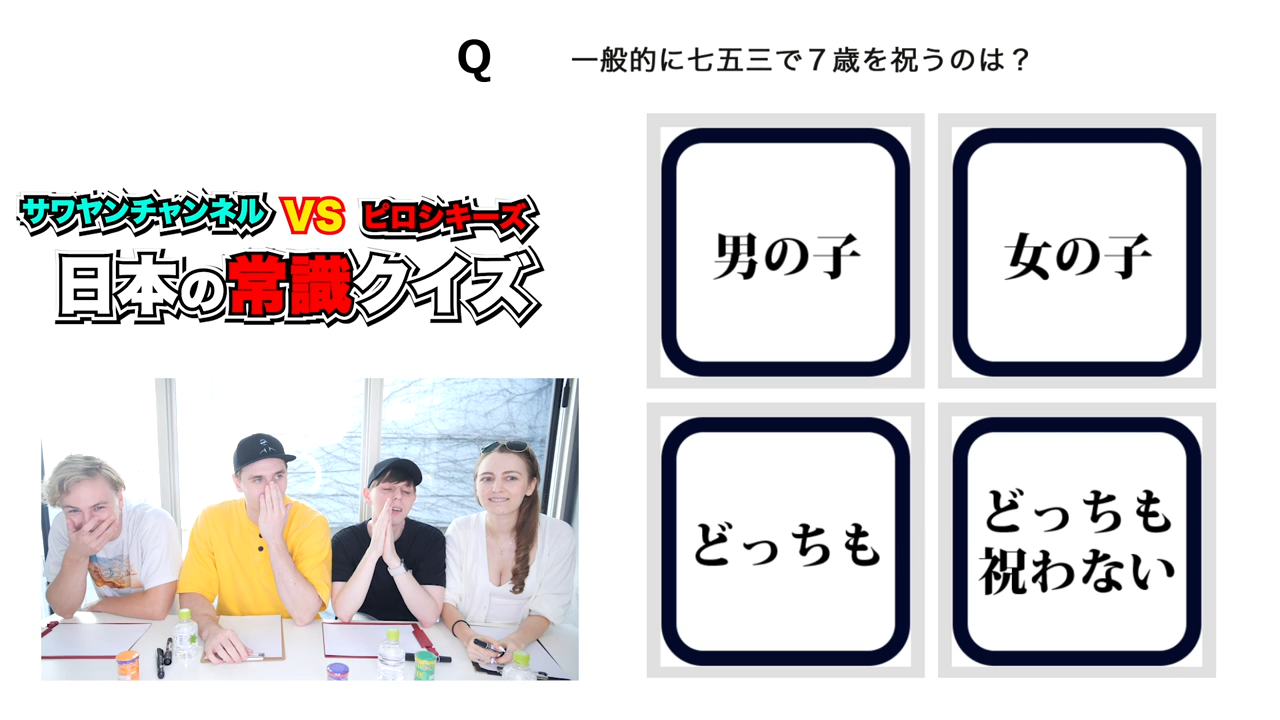 Q 一般的に七五三で７歳を祝うのは？
サワヤンチャンネル VS ピロシキーズ
日本の常識クイズ
男の子
女の子
どっちも
どっちも
祝わない